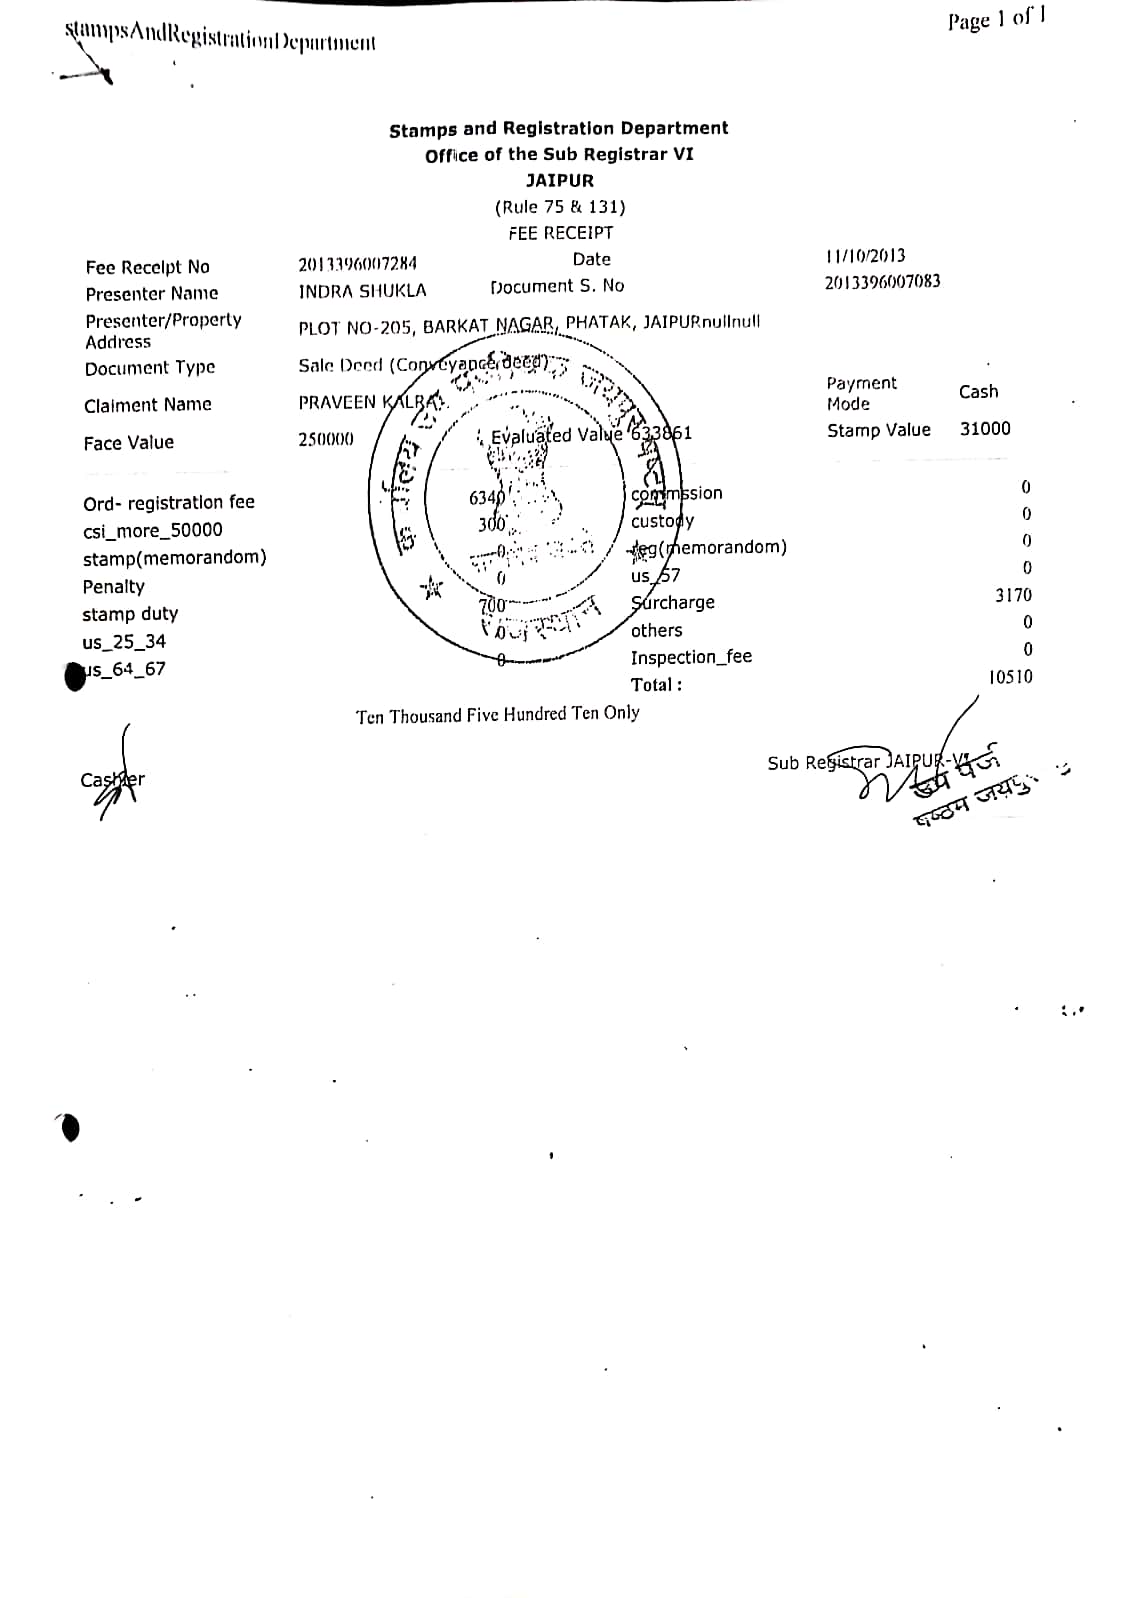 stampsAndRegistrationDepartment Page 1 of 1
Stamps and Registration Department
Office of the Sub Registrar VI
JAIPUR
(Rule 75 & 131)
FEE RECEIPT
Fee Receipt No 2013396007284 Date 11/10/2013
Presenter Name INDRA SHUKLA Document S. No 2013396007083
Presenter/Property Address PLOT NO-205, BARKAT NAGAR, PHATAK, JAIPURnullnull
Document Type Sale Deed (Conveyance deed)
Claiment Name PRAVEEN KALRA Payment Mode Cash
Face Value 250000 Evaluated Value 633861 Stamp Value 31000
Ord- registration fee 6340 commssion 0
csi_more_50000 300 custody 0
stamp(memorandom) 0 reg(memorandom) 0
Penalty 0 us_57 0
stamp duty 700 Surcharge 3170
us_25_34 0 others 0
us_64_67 0 Inspection_fee 0
Total : 10510
Ten Thousand Five Hundred Ten Only
Cashier
Sub Registrar JAIPUR-VI
राजस्थान